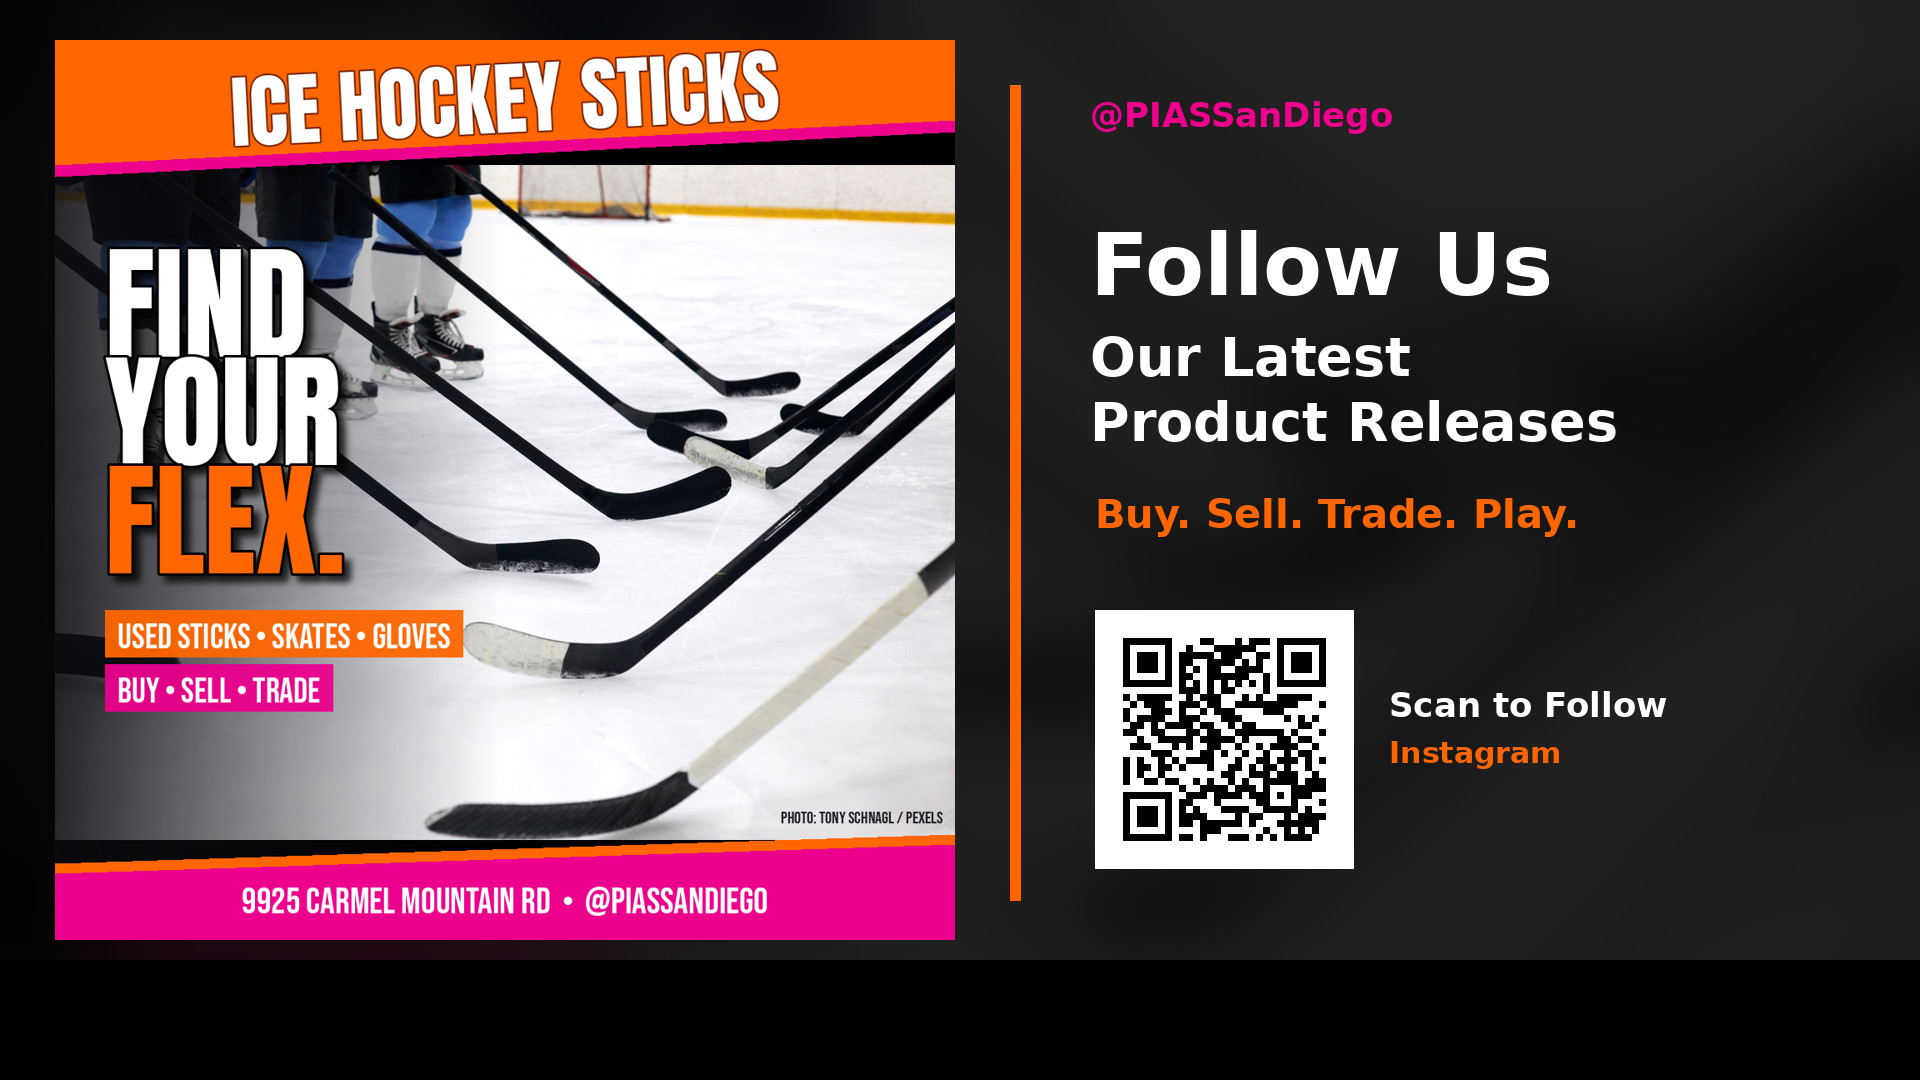 ICE HOCKEY STICKS
FIND
YOUR
FLEX.
USED STICKS • SKATES • GLOVES
BUY • SELL • TRADE
PHOTO: TONY SCHNAGL / PEXELS
9925 CARMEL MOUNTAIN RD • @PIASSANDIEGO
@PIASSanDiego
Follow Us
Our Latest
Product Releases
Buy. Sell. Trade. Play.
Scan to Follow
Instagram